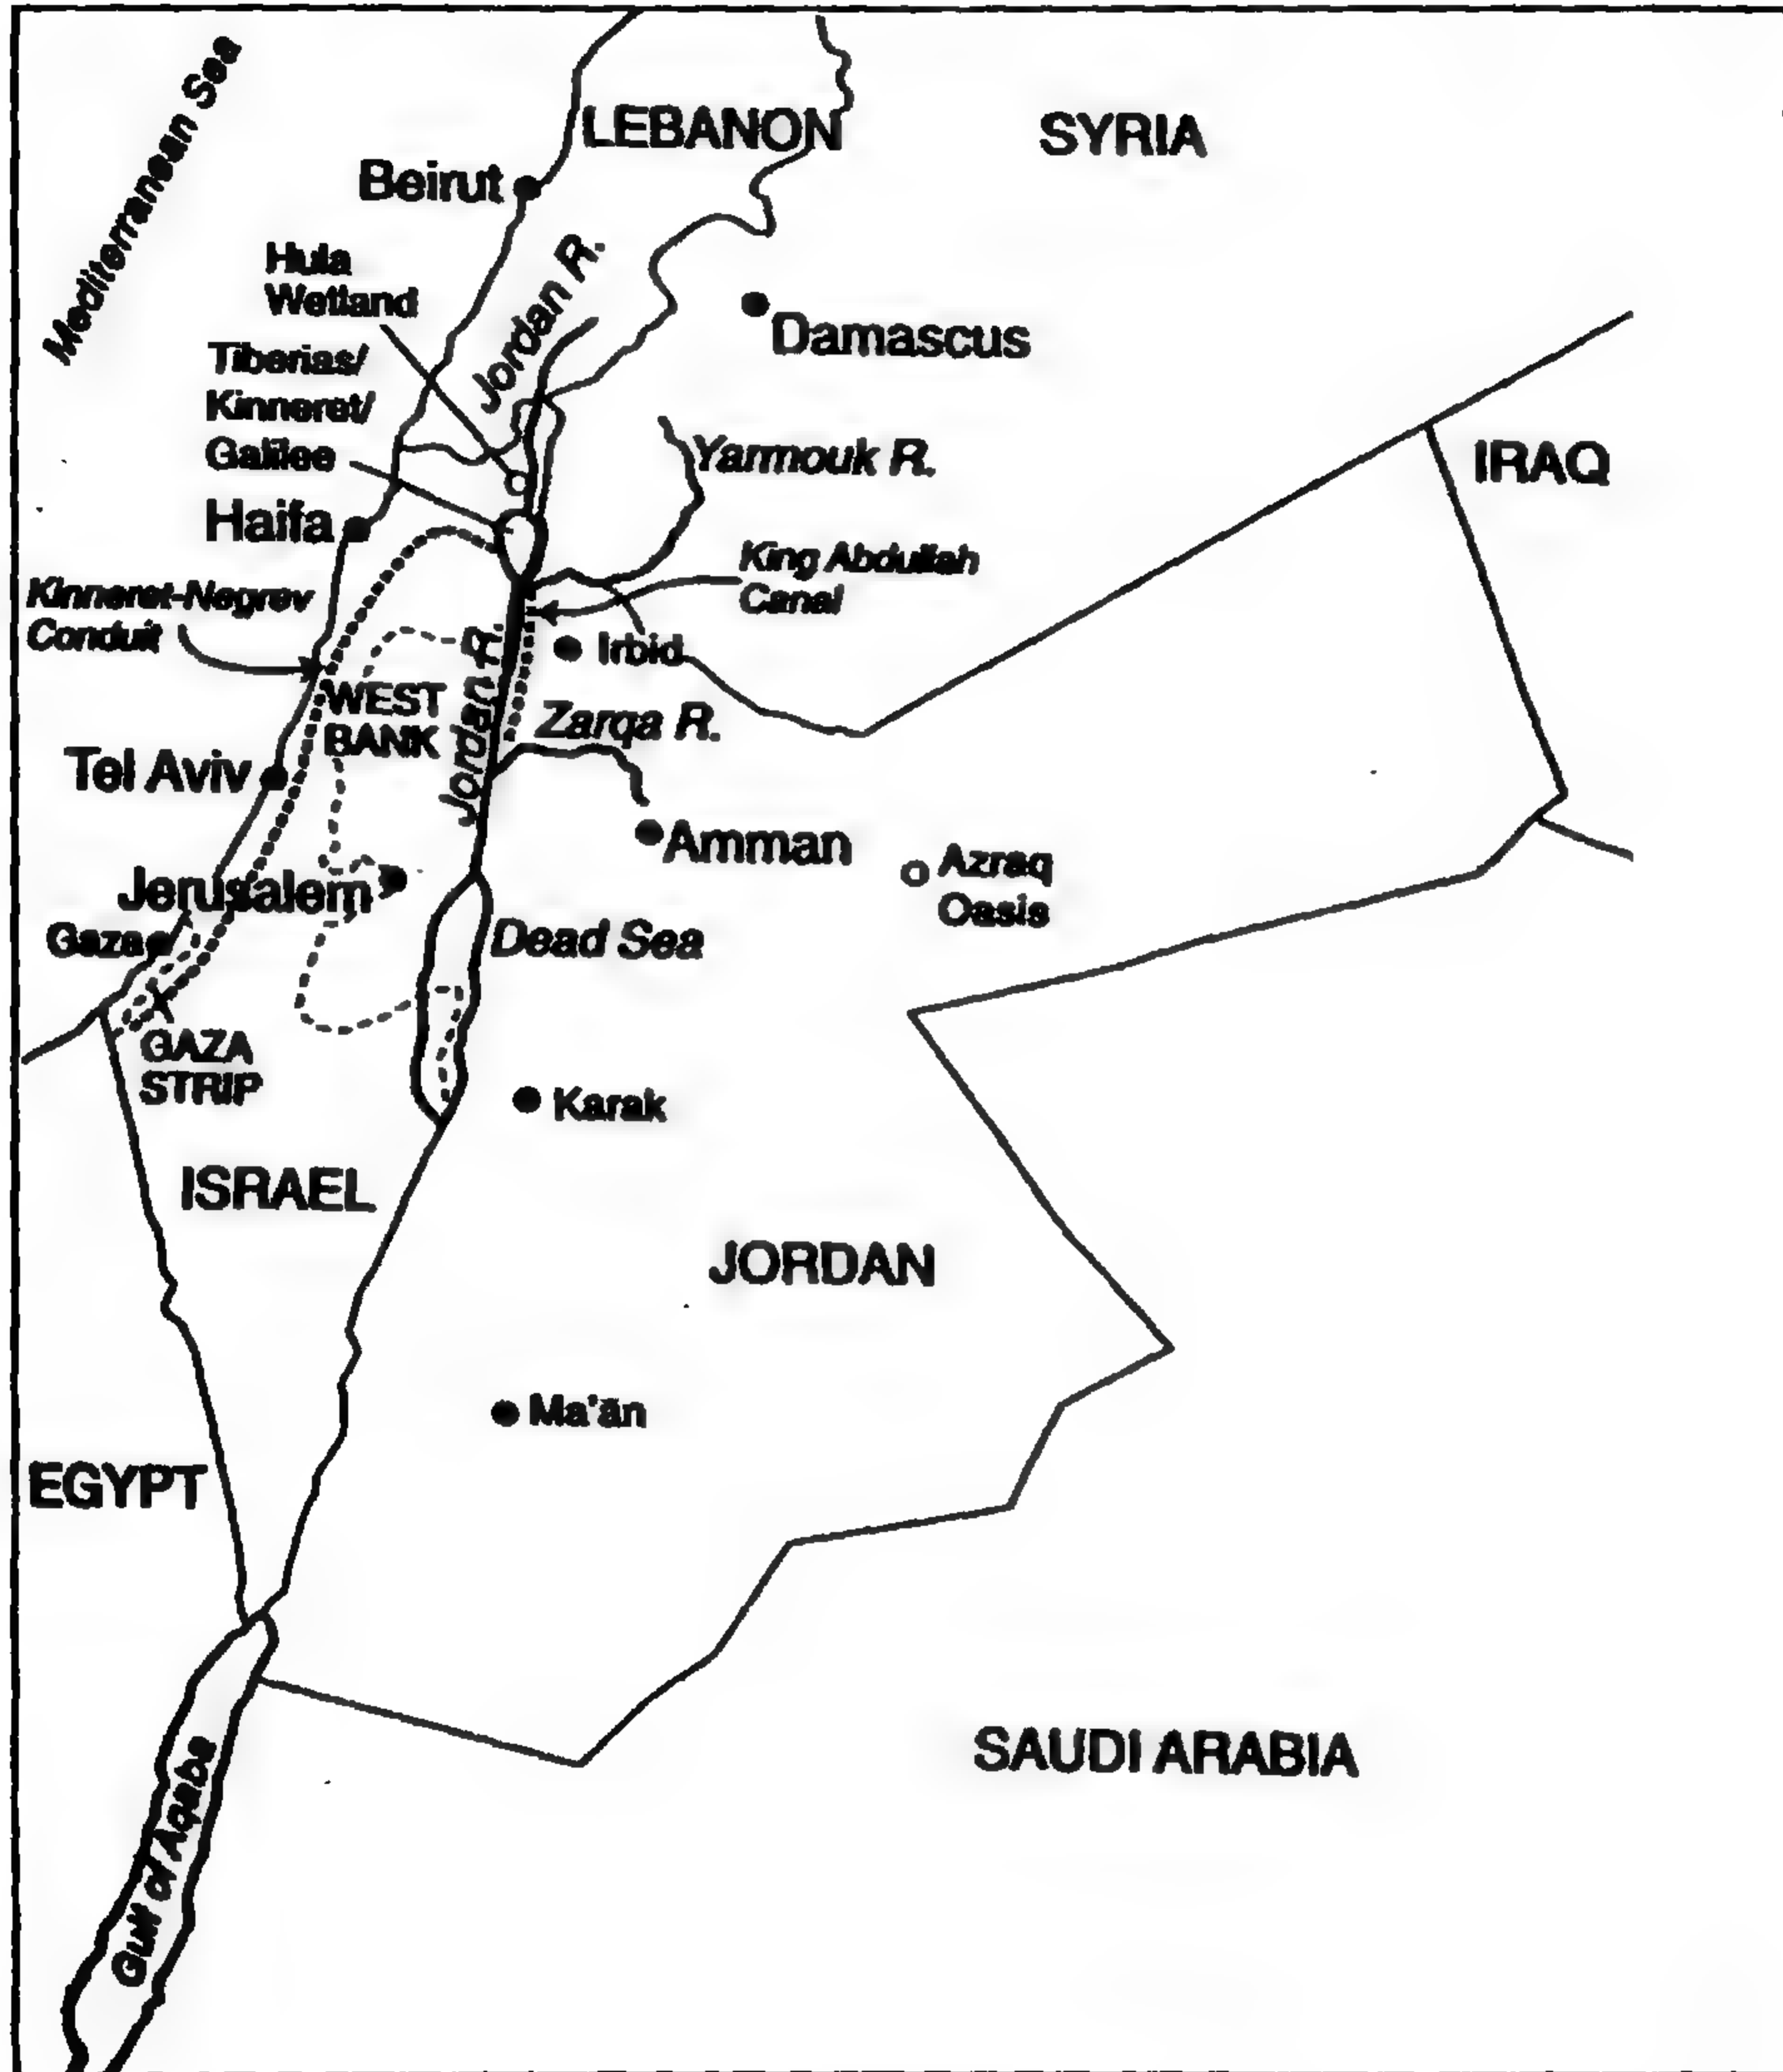 Mediterranean Sea
LEBANON
SYRIA
Beirut
Hula
Wetland
Jordan R.
Damascus
Tiberias/
Kinneret/
Galilee
Yarmouk R.
IRAQ
Haifa
King Abdullah
Canal
Kinneret-Negrev
Conduit
Irbid
WEST
BANK
Jordan R.
Zarqa R.
Tel Aviv
Amman
Azraq
Oasis
Jerusalem
Gaza
Dead Sea
GAZA
STRIP
Karak
ISRAEL
JORDAN
Ma'ān
EGYPT
SAUDI ARABIA
Gulf of Aqaba